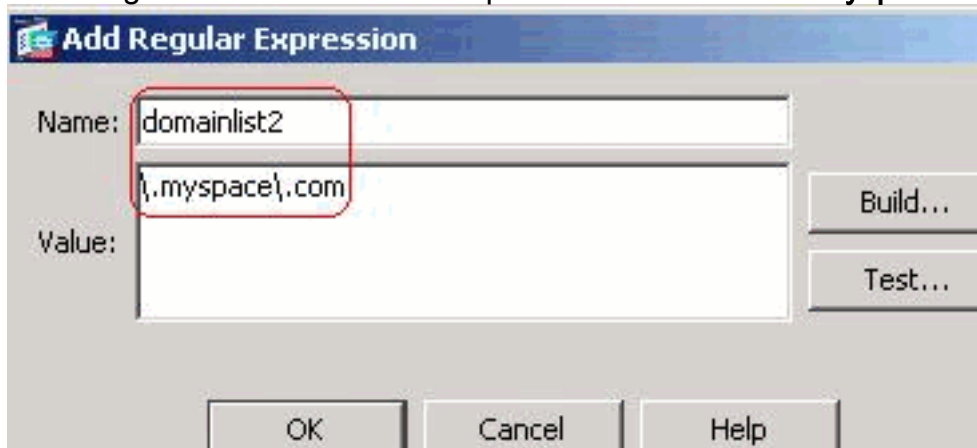 Add Regular Expression
Name: domainlist2
\.myspace\.com
Value:
Build...
Test...
OK Cancel Help